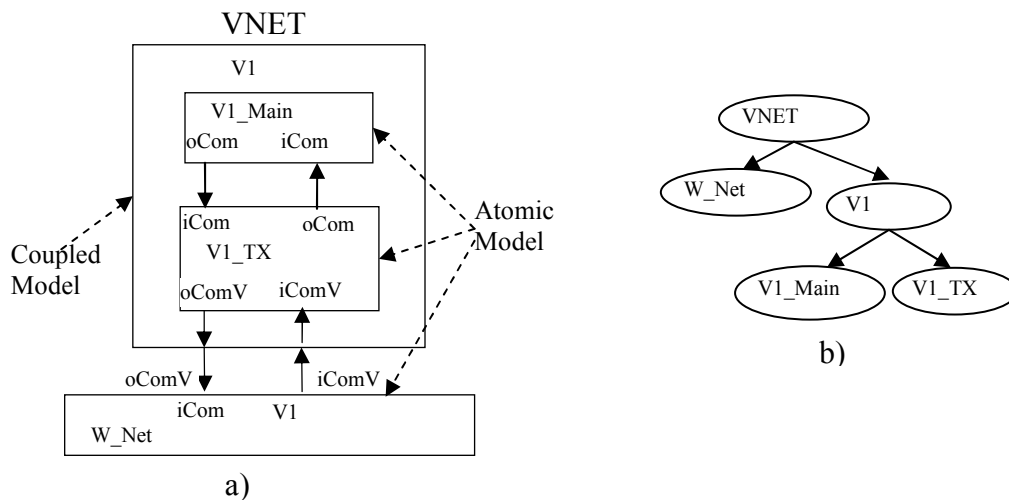 VNET
V1
V1_Main
oCom iCom
iCom oCom
V1_TX
oComV iComV
Coupled
Model
Atomic
Model
oComV iComV
iCom V1
W_Net
a)
VNET
W_Net
V1
V1_Main V1_TX
b)